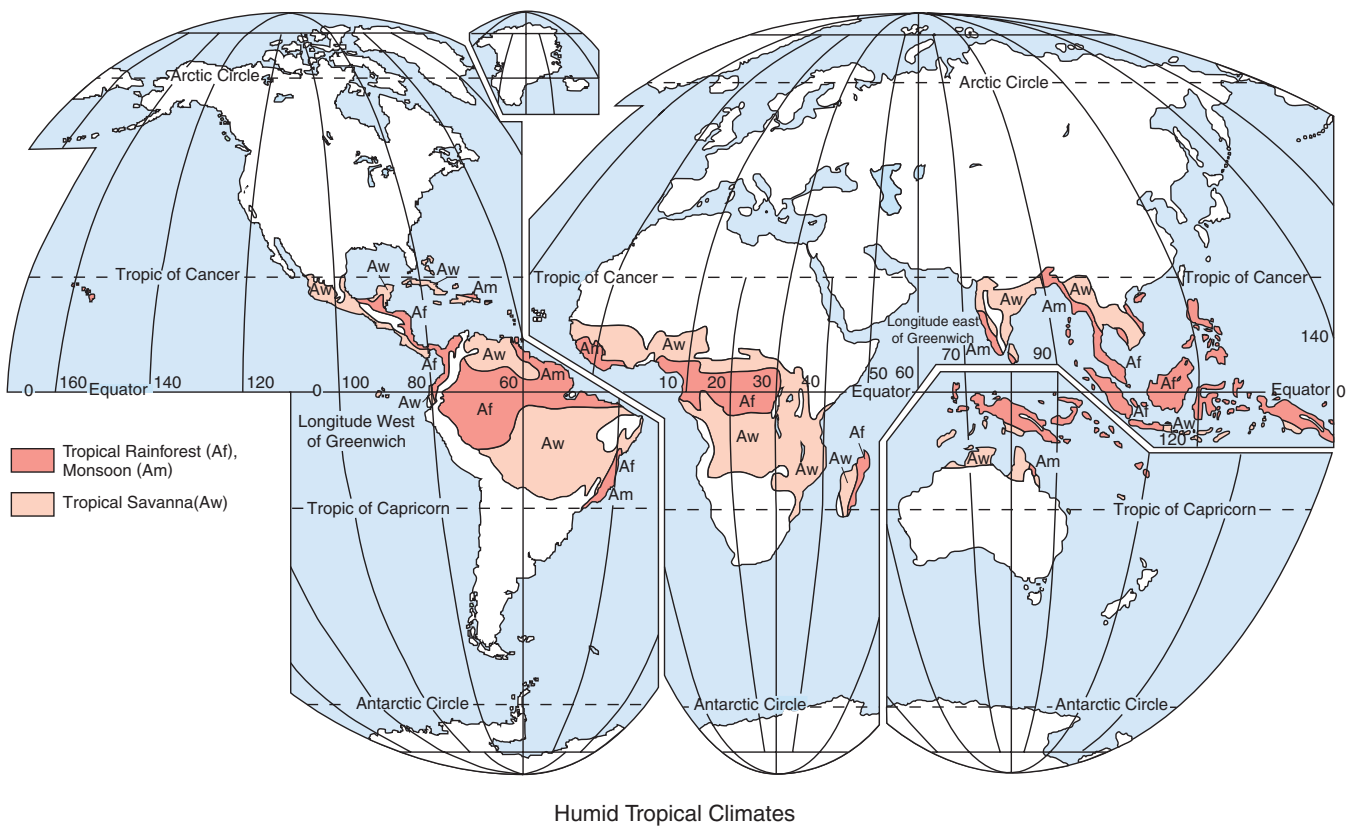 Arctic Circle
Arctic Circle
Tropic of Cancer
Tropic of Cancer
Tropic of Cancer
Aw
Aw
Aw
Am
Af
Aw
Am
Af
Af
Aw
Aw
Af
Am
Am
Aw
Af
Aw
Aw
Aw
Af
Longitude east
of Greenwich
Aw
Am
Am
Aw
Af
Af
Af
Aw
Aw
Am
0
160
Equator
140
120
0
100
80
60
10
20
30
40
50
60
Equator
70
90
120
140
Equator
0
Longitude West
of Greenwich
Tropical Rainforest (Af),
Monsoon (Am)
Tropical Savanna(Aw)
Tropic of Capricorn
Tropic of Capricorn
Antarctic Circle
Antarctic Circle
Antarctic Circle
Humid Tropical Climates